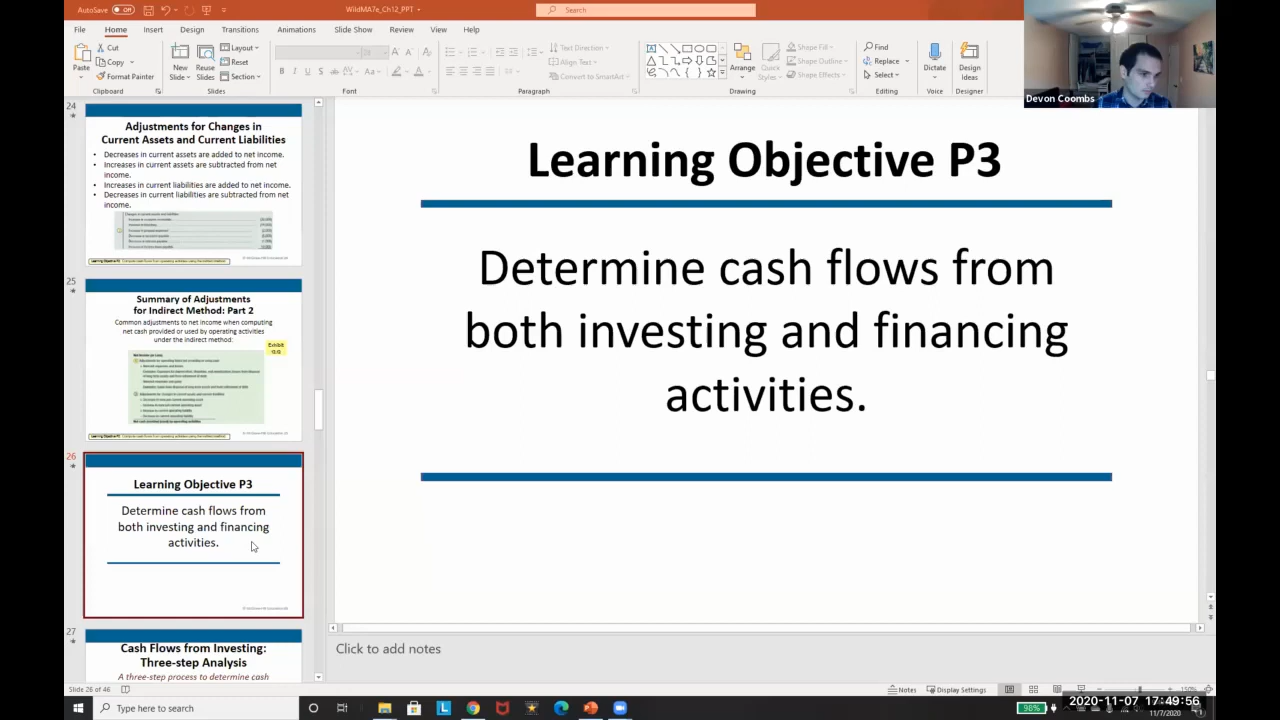 AutoSave Off
WildMA7e_Ch12_PPT
Search
File Home Insert Design Transitions Animations Slide Show Review View Help
Paste
Cut
Copy
Format Painter
Clipboard
New Slide
Reuse Slides
Layout
Reset
Section
Slides
Font
Text Direction
Align Text
Convert to SmartArt
Paragraph
Arrange
Quick Styles
Shape Fill
Shape Outline
Shape Effects
Drawing
Find
Replace
Select
Editing
Dictate
Voice
Design Ideas
Designer
Devon Coombs
24
Adjustments for Changes in
Current Assets and Current Liabilities
• Decreases in current assets are added to net income.
• Increases in current assets are subtracted from net
income.
• Increases in current liabilities are added to net income.
• Decreases in current liabilities are subtracted from net
income.
25
Summary of Adjustments
for Indirect Method: Part 2
Common adjustments to net income when computing
net cash provided or used by operating activities
under the indirect method:
Exhibit
26
Learning Objective P3
Determine cash flows from
both investing and financing
activities.
27
Cash Flows from Investing:
Three-step Analysis
A three-step process to determine cash
Learning Objective P3
Determine cash flows from
both investing and financing
activities.
Click to add notes
Slide 26 of 46
Notes
Display Settings
150%
Type here to search
98%
2020-11-07 17:49:56
11/7/2020